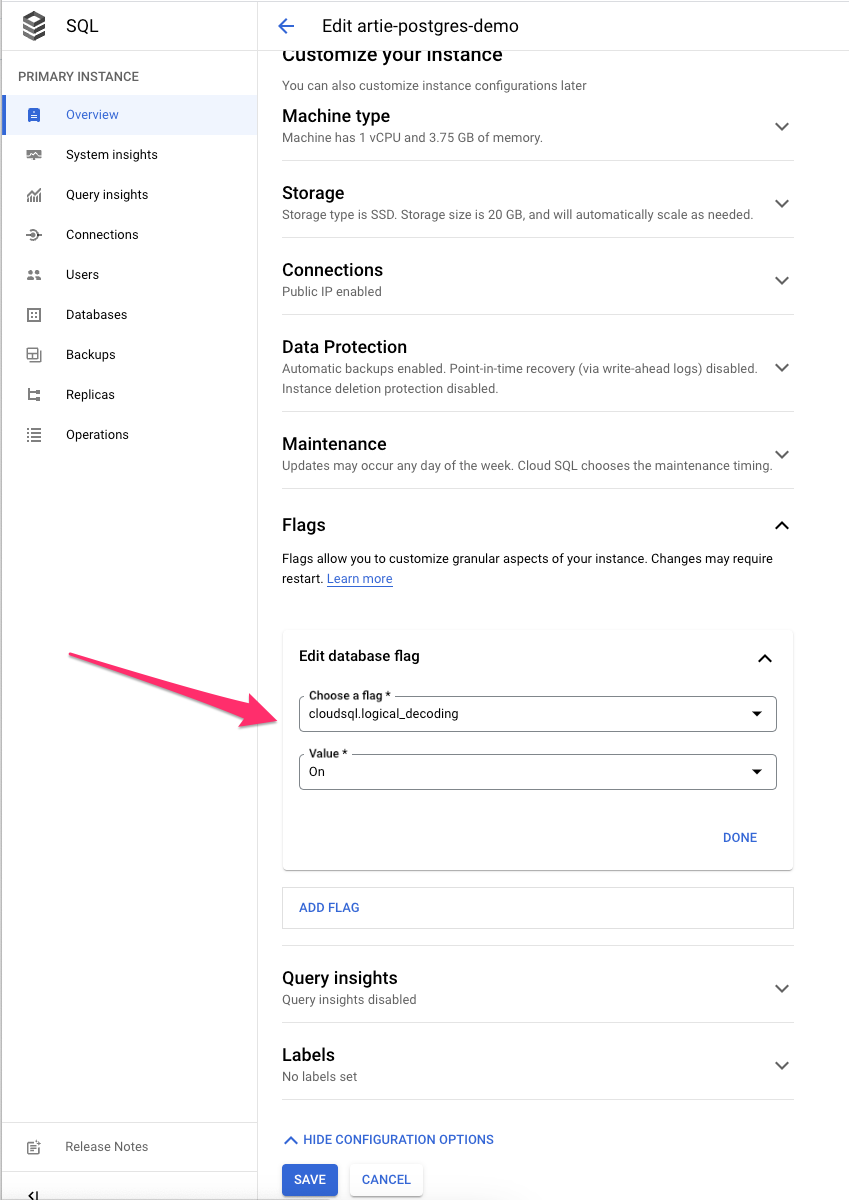 SQL
PRIMARY INSTANCE
Overview
System insights
Query insights
Connections
Users
Databases
Backups
Replicas
Operations
Release Notes
Edit artie-postgres-demo
Customize your instance
You can also customize instance configurations later
Machine type
Machine has 1 vCPU and 3.75 GB of memory.
Storage
Storage type is SSD. Storage size is 20 GB, and will automatically scale as needed.
Connections
Public IP enabled
Data Protection
Automatic backups enabled. Point-in-time recovery (via write-ahead logs) disabled.
Instance deletion protection disabled.
Maintenance
Updates may occur any day of the week. Cloud SQL chooses the maintenance timing.
Flags
Flags allow you to customize granular aspects of your instance. Changes may require
restart. Learn more
Edit database flag
Choose a flag *
cloudsql.logical_decoding
Value *
On
DONE
ADD FLAG
Query insights
Query insights disabled
Labels
No labels set
HIDE CONFIGURATION OPTIONS
SAVE
CANCEL